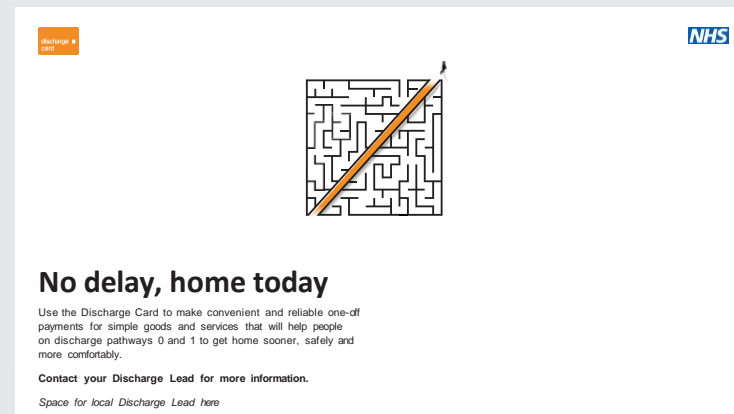 discharge
card
NHS
No delay, home today
Use the Discharge Card to make convenient and reliable one-off
payments for simple goods and services that will help people
on discharge pathways 0 and 1 to get home sooner, safely and
more comfortably.
Contact your Discharge Lead for more information.
Space for local Discharge Lead here